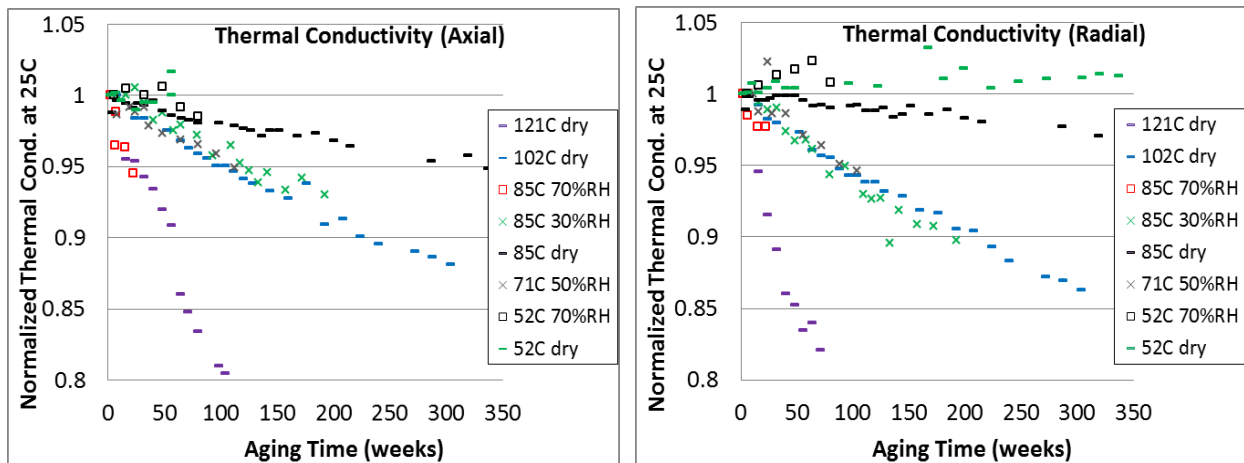 Thermal Conductivity (Axial)
Normalized Thermal Cond. at 25C
1.05
1
0.95
0.9
0.85
0.8
0 50 100 150 200 250 300 350
Aging Time (weeks)
121C dry
102C dry
85C 70%RH
85C 30%RH
85C dry
71C 50%RH
52C 70%RH
52C dry
Thermal Conductivity (Radial)
Normalized Thermal Cond. at 25C
1.05
1
0.95
0.9
0.85
0.8
0 50 100 150 200 250 300 350
Aging Time (weeks)
121C dry
102C dry
85C 70%RH
85C 30%RH
85C dry
71C 50%RH
52C 70%RH
52C dry